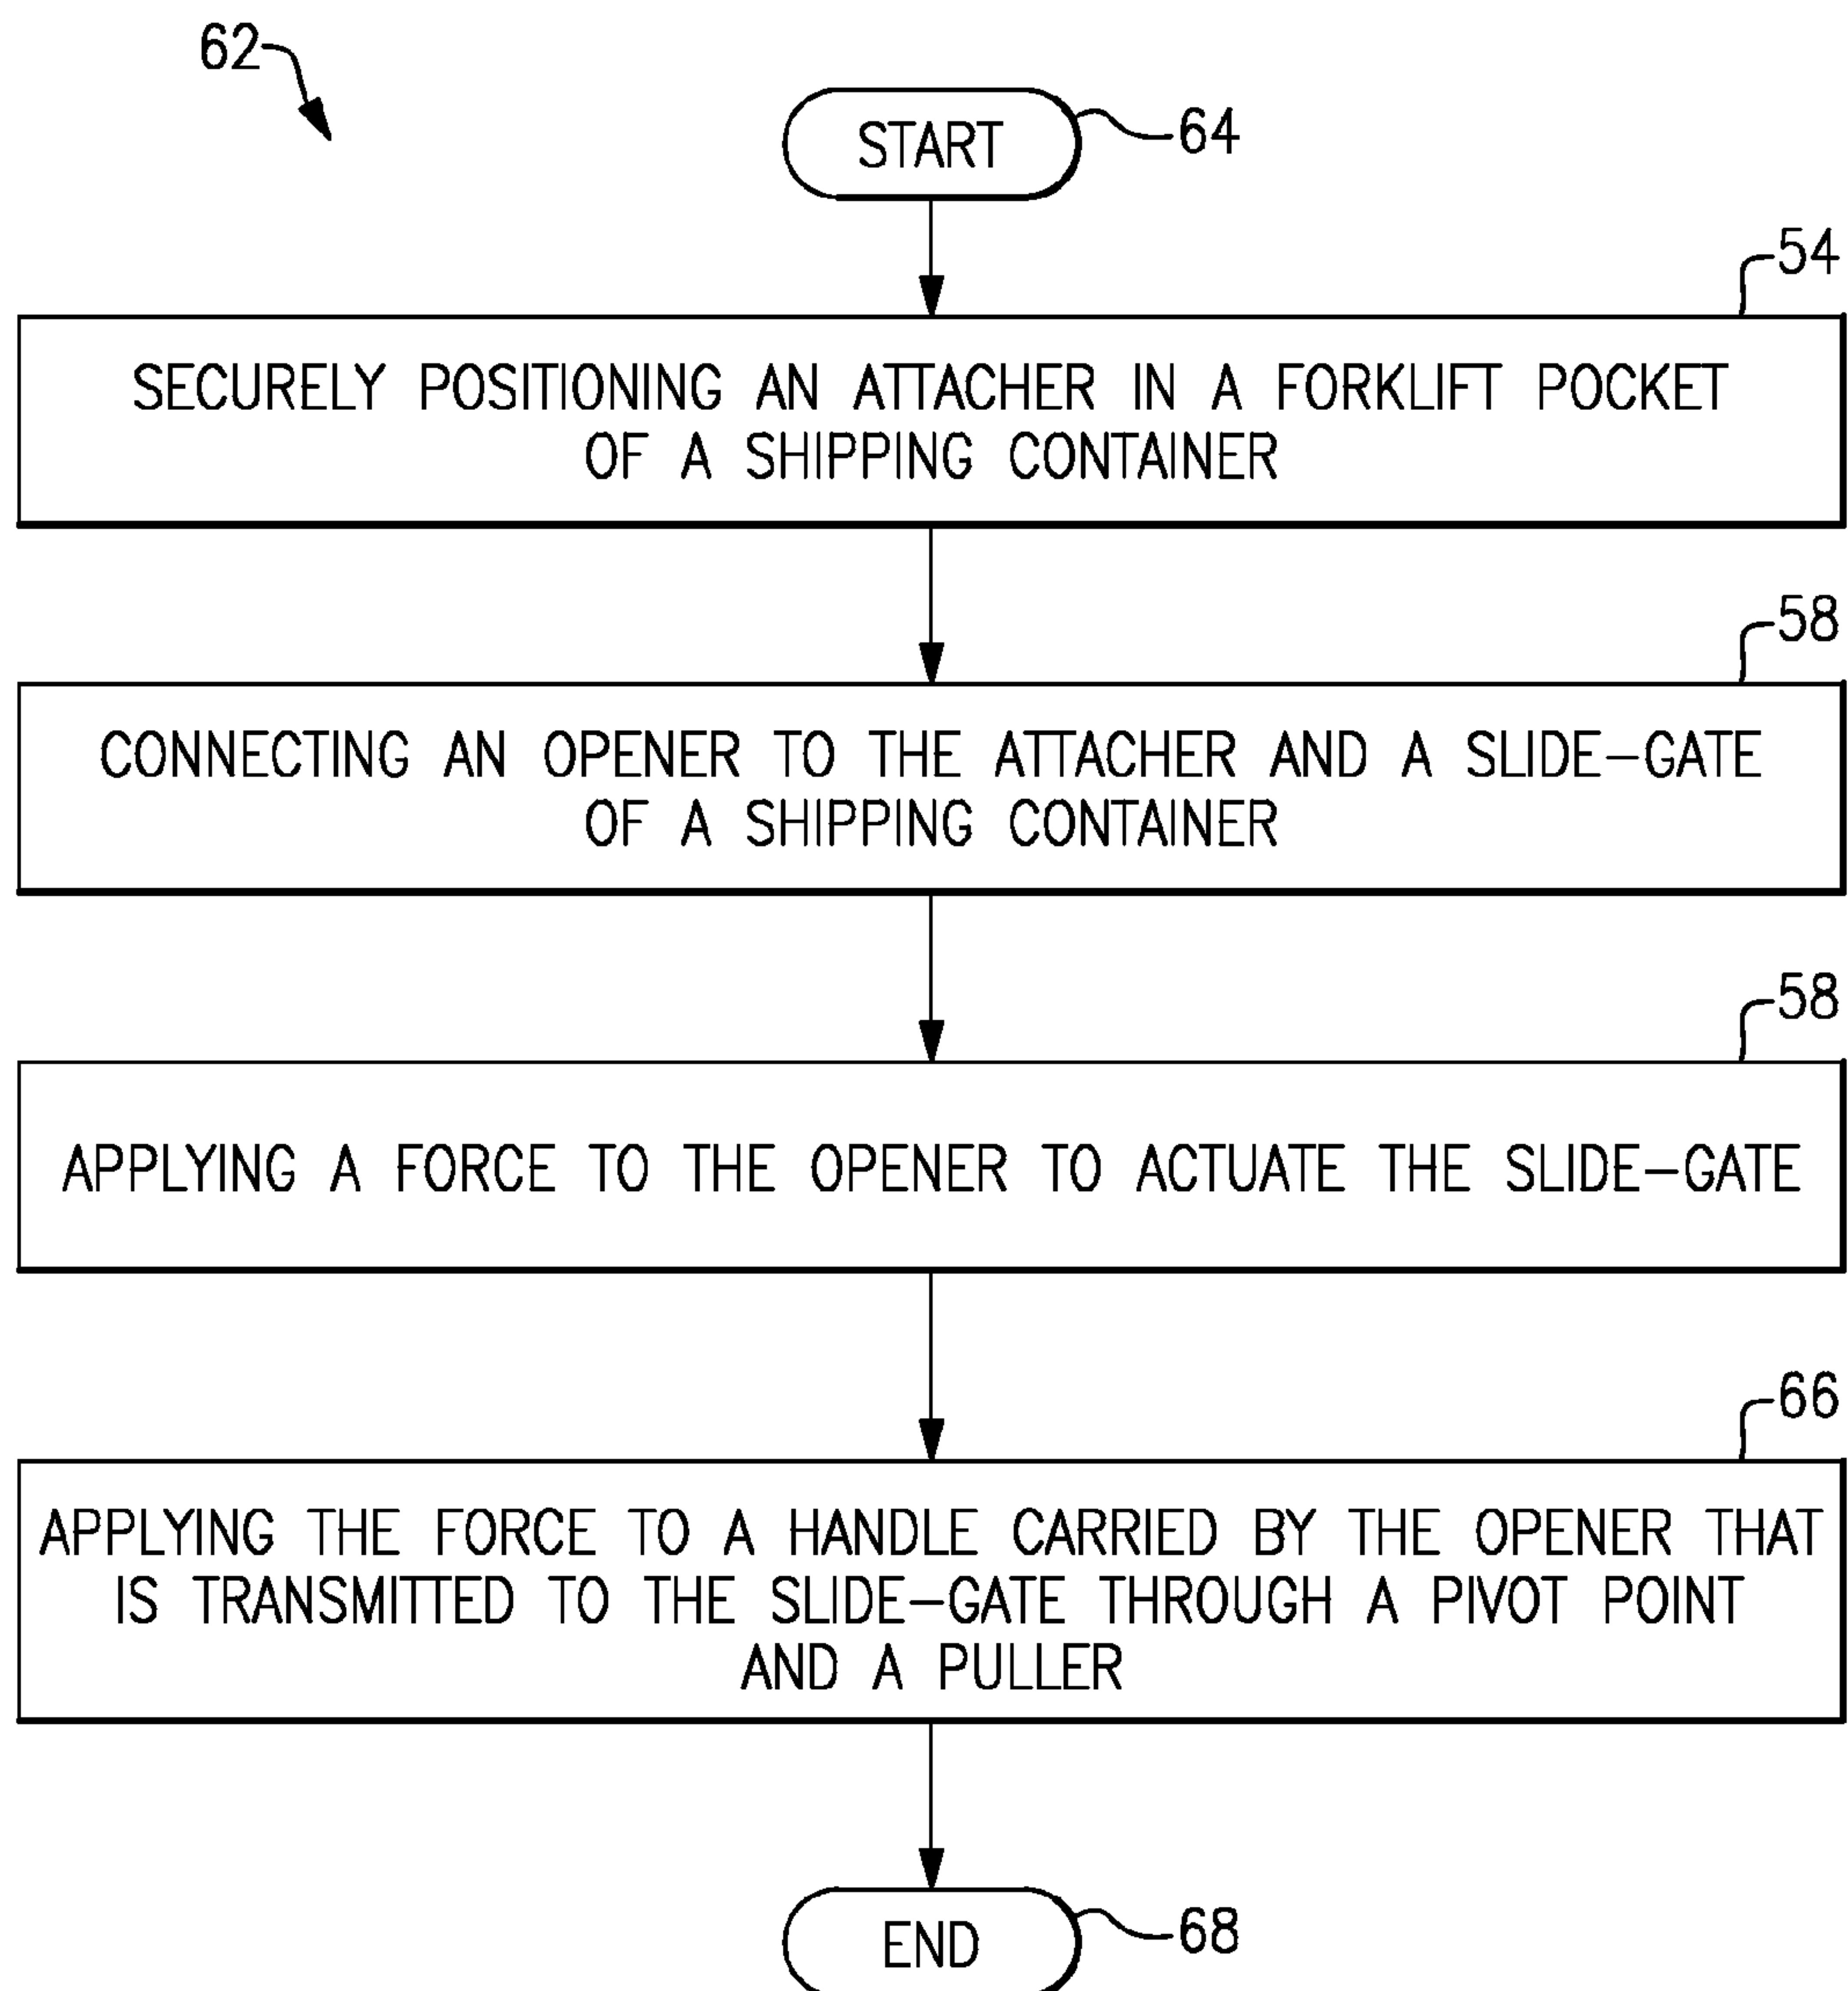 62
START
64
54
SECURELY POSITIONING AN ATTACHER IN A FORKLIFT POCKET
OF A SHIPPING CONTAINER
58
CONNECTING AN OPENER TO THE ATTACHER AND A SLIDE-GATE
OF A SHIPPING CONTAINER
58
APPLYING A FORCE TO THE OPENER TO ACTUATE THE SLIDE-GATE
66
APPLYING THE FORCE TO A HANDLE CARRIED BY THE OPENER THAT
IS TRANSMITTED TO THE SLIDE-GATE THROUGH A PIVOT POINT
AND A PULLER
END
68